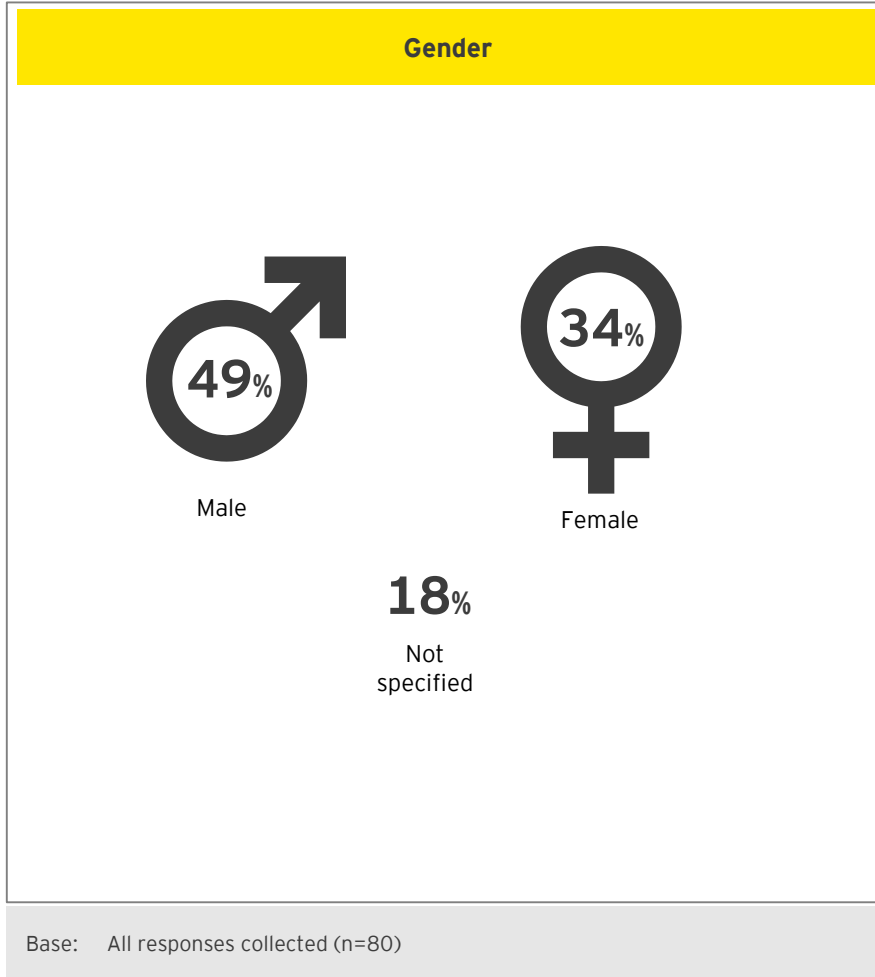 Gender
49%
34%
Male
Female
18%
Not
specified
Base: All responses collected (n=80)